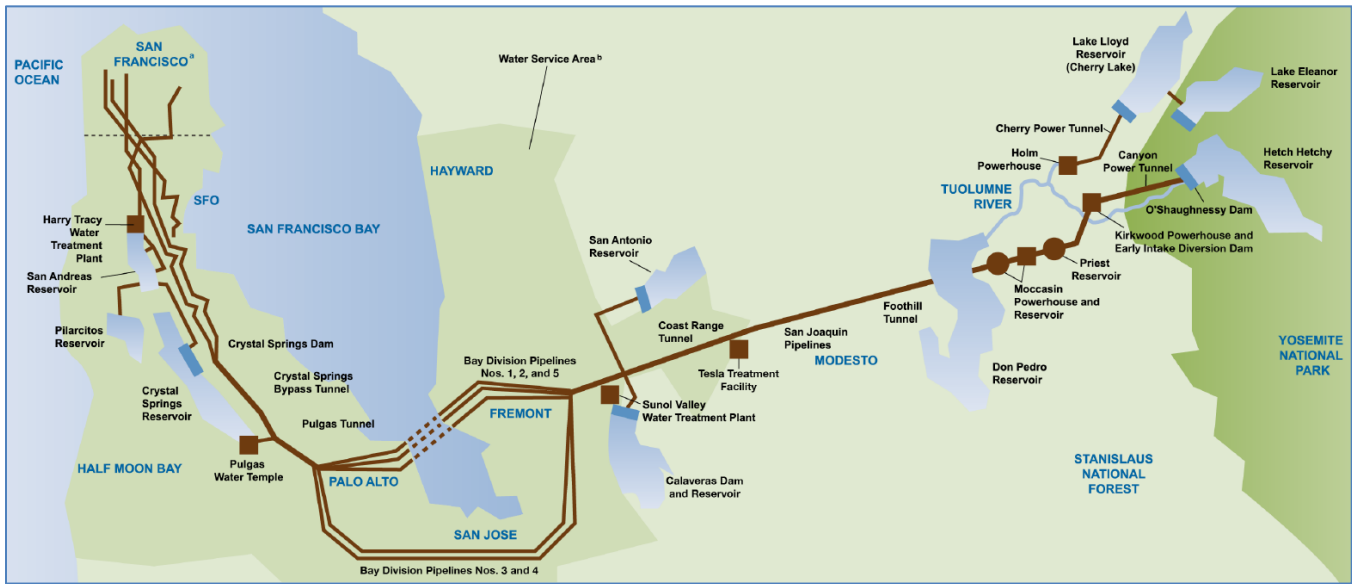 PACIFIC
OCEAN
SAN
FRANCISCOᵃ
Water Service Areaᵇ
Lake Lloyd
Reservoir
(Cherry Lake)
Lake Eleanor
Reservoir
Cherry Power Tunnel
Holm
Powerhouse
Canyon
Power Tunnel
Hetch Hetchy
Reservoir
HAYWARD
TUOLUMNE
RIVER
O'Shaughnessy Dam
SFO
SAN FRANCISCO BAY
Harry Tracy
Water
Treatment
Plant
San Antonio
Reservoir
Kirkwood Powerhouse and
Early Intake Diversion Dam
Priest
Reservoir
San Andreas
Reservoir
Moccasin
Powerhouse and
Reservoir
Pilarcitos
Reservoir
Crystal Springs Dam
Coast Range
Tunnel
San Joaquin
Pipelines
Foothill
Tunnel
MODESTO
YOSEMITE
NATIONAL
PARK
Bay Division Pipelines
Nos. 1, 2, and 5
Tesla Treatment
Facility
Don Pedro
Reservoir
Crystal Springs
Bypass Tunnel
Crystal
Springs
Reservoir
FREMONT
Sunol Valley
Water Treatment Plant
Pulgas Tunnel
HALF MOON BAY
Pulgas
Water Temple
PALO ALTO
Calaveras Dam
and Reservoir
STANISLAUS
NATIONAL
FOREST
SAN JOSE
Bay Division Pipelines Nos. 3 and 4